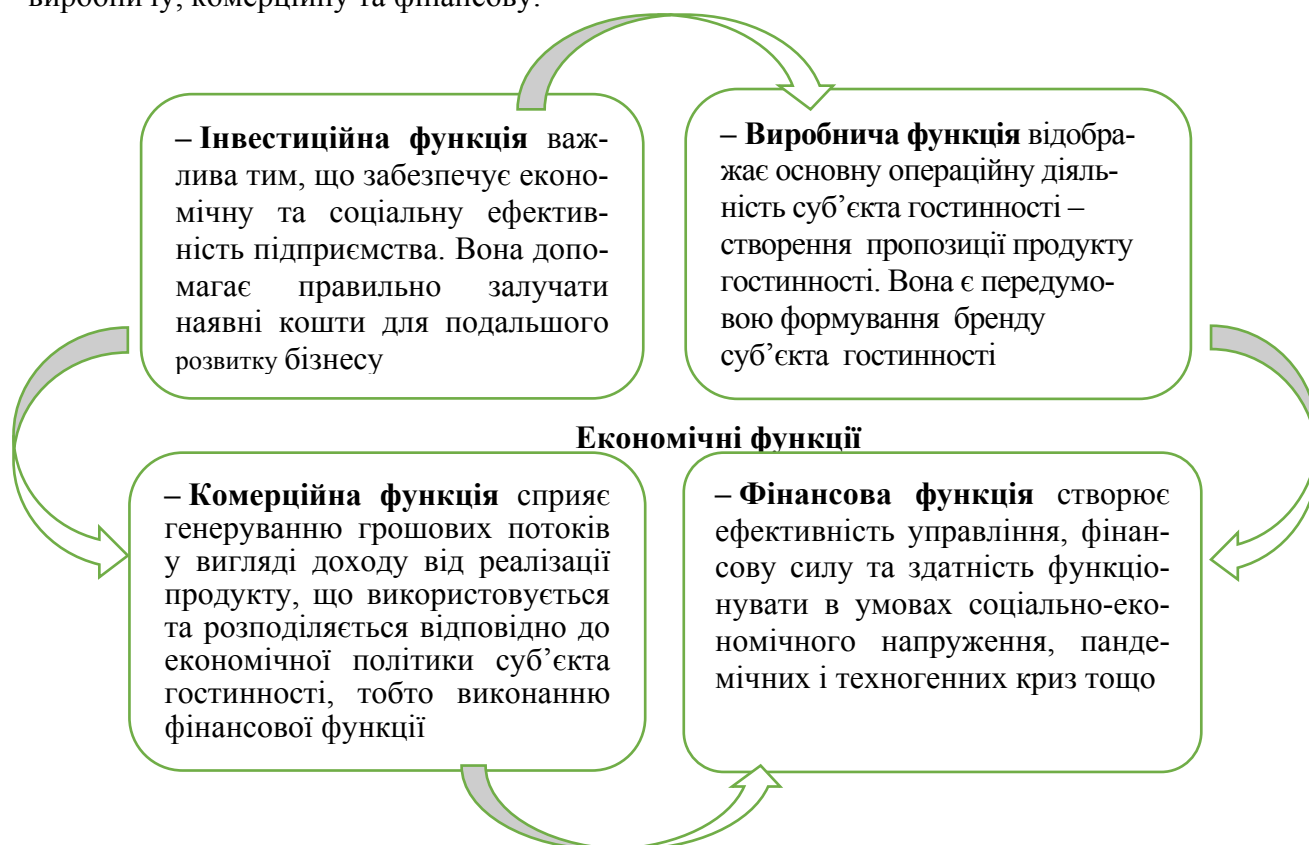 виробничу, комерційну та фінансову.
– Інвестиційна функція важ-
лива тим, що забезпечує еконо-
мічну та соціальну ефектив-
ність підприємства. Вона допо-
магає правильно залучати
наявні кошти для подальшого
розвитку бізнесу
– Виробнича функція відобра-
жає основну операційну діяль-
ність суб’єкта гостинності –
створення пропозиції продукту
гостинності. Вона є передумо-
вою формування бренду
суб’єкта гостинності
Економічні функції
– Комерційна функція сприяє
генеруванню грошових потоків
у вигляді доходу від реалізації
продукту, що використовується
та розподіляється відповідно до
економічної політики суб’єкта
гостинності, тобто виконанню
фінансової функції
– Фінансова функція створює
ефективність управління, фінан-
сову силу та здатність функціо-
нувати в умовах соціально-еко-
номічного напруження, панде-
мічних і техногенних криз тощо